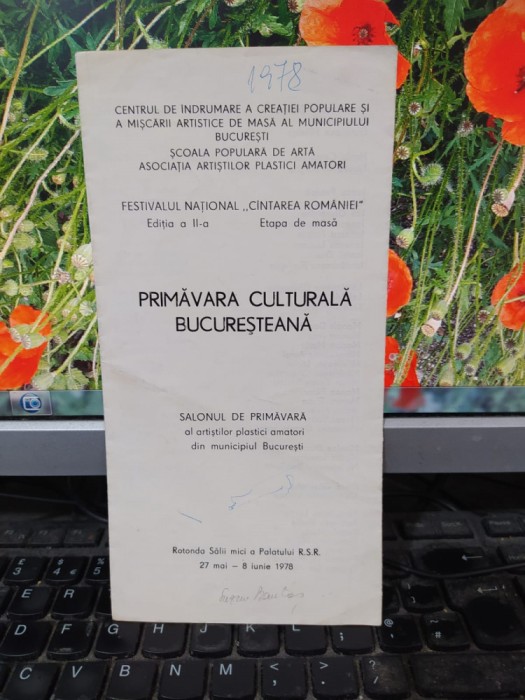 1978
CENTRUL DE ÎNDRUMARE A CREAȚIEI POPULARE ȘI
A MIȘCĂRII ARTISTICE DE MASĂ AL MUNICIPIULUI
BUCUREȘTI
ȘCOALA POPULARĂ DE ARTĂ
ASOCIAȚIA ARTIȘTILOR PLASTICI AMATORI
FESTIVALUL NAȚIONAL „CÎNTAREA ROMÂNIEI"
Ediția a II-a Etapa de masă
PRIMĂVARA CULTURALĂ
BUCUREȘTEANĂ
SALONUL DE PRIMĂVARĂ
al artiștilor plastici amatori
din municipiul București
Rotonda Sălii mici a Palatului R.S.R.
27 mai – 8 iunie 1978
£ 3 $ 4
E R
D F G H J K L : ;
C V B N M < , > . ? /